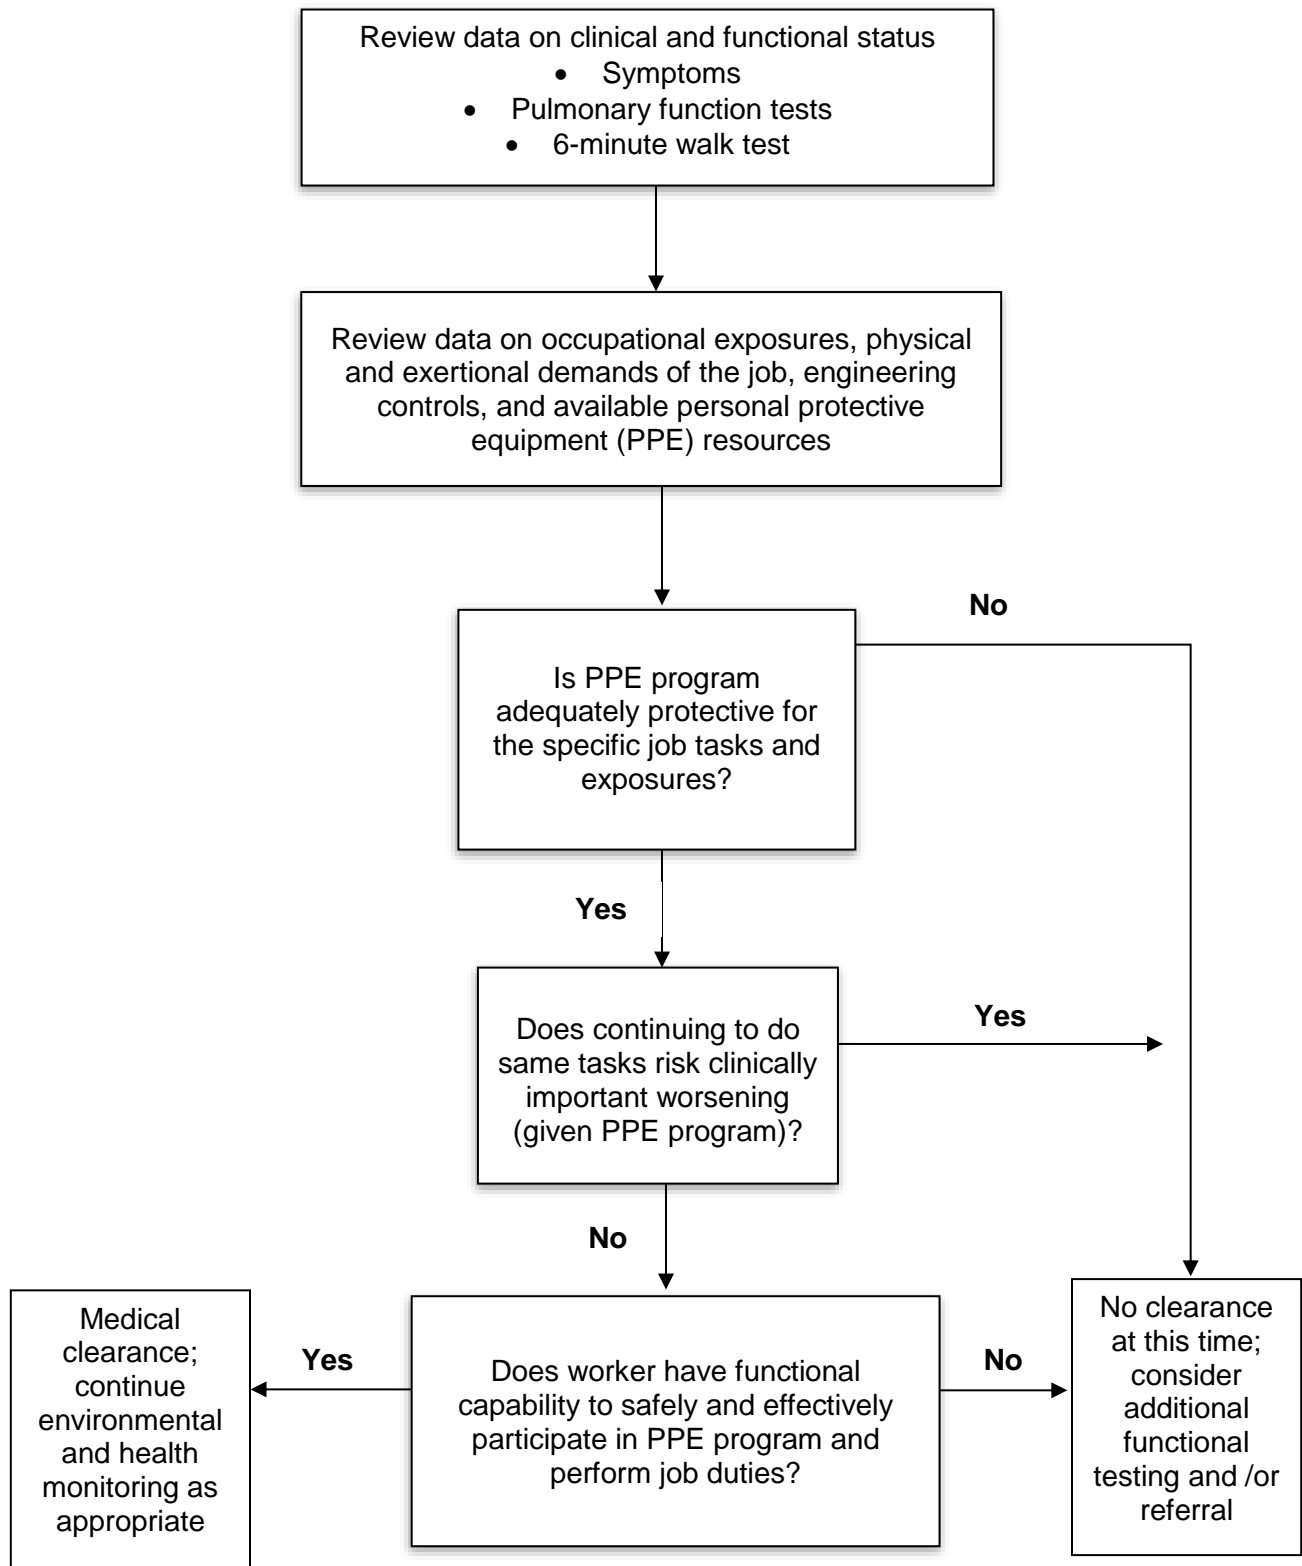 Review data on clinical and functional status
• Symptoms
• Pulmonary function tests
• 6-minute walk test
Review data on occupational exposures, physical
and exertional demands of the job, engineering
controls, and available personal protective
equipment (PPE) resources
No
Is PPE program
adequately protective for
the specific job tasks and
exposures?
Yes
Does continuing to do
same tasks risk clinically
important worsening
(given PPE program)?
Yes
No
Medical
clearance;
continue
environmental
and health
monitoring as
appropriate
Yes
Does worker have functional
capability to safely and effectively
participate in PPE program and
perform job duties?
No
No clearance
at this time;
consider
additional
functional
testing and /or
referral